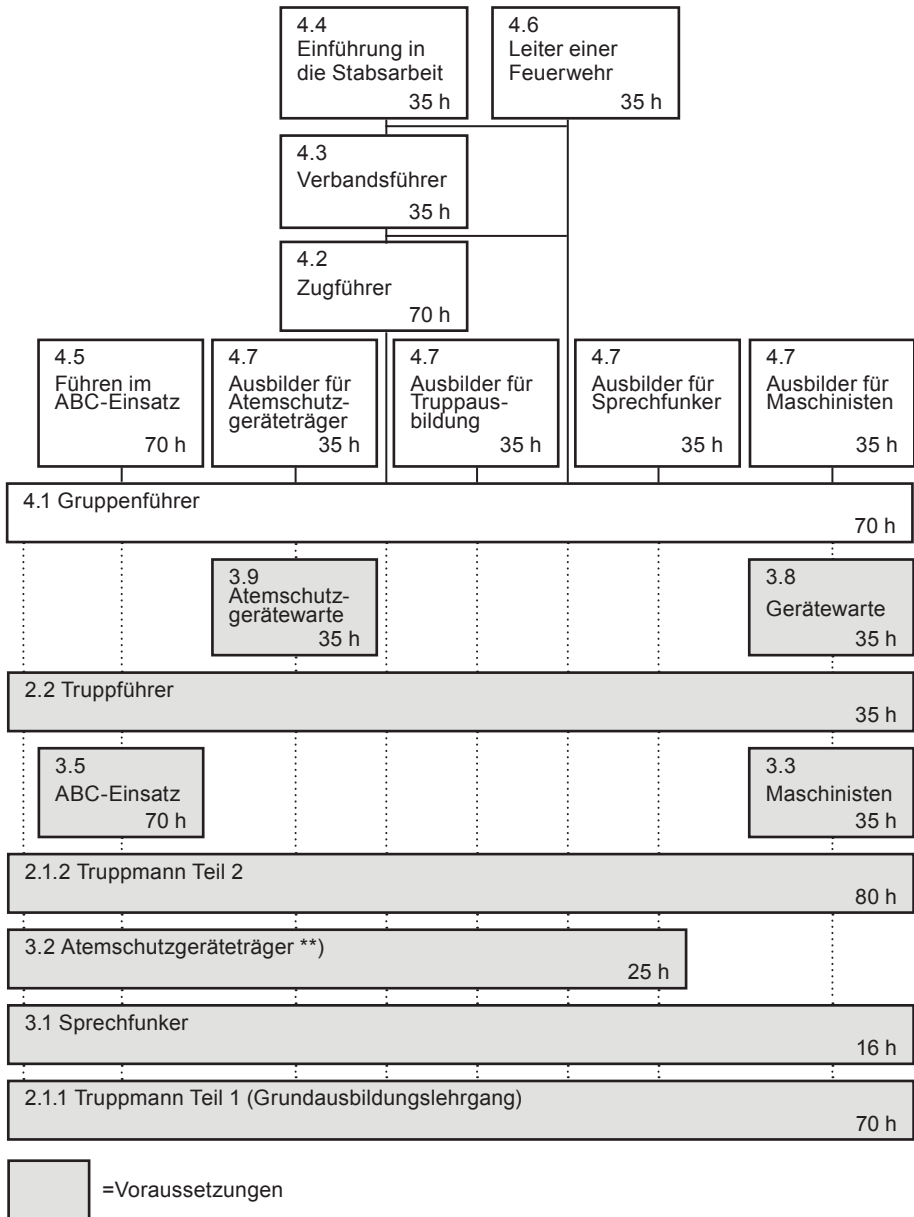 4.4
Einführung in
die Stabsarbeit
35 h
4.6
Leiter einer
Feuerwehr
35 h
4.3
Verbandsführer
35 h
4.2
Zugführer
70 h
4.5
Führen im
ABC-Einsatz
70 h
4.7
Ausbilder für
Atemschutz-
geräteträger
35 h
4.7
Ausbilder für
Truppaus-
bildung
35 h
4.7
Ausbilder für
Sprechfunker
35 h
4.7
Ausbilder für
Maschinisten
35 h
4.1 Gruppenführer
70 h
3.9
Atemschutz-
gerätewarte
35 h
3.8
Gerätewarte
35 h
2.2 Truppführer
35 h
3.5
ABC-Einsatz
70 h
3.3
Maschinisten
35 h
2.1.2 Truppmann Teil 2
80 h
3.2 Atemschutzgeräteträger **)
25 h
3.1 Sprechfunker
16 h
2.1.1 Truppmann Teil 1 (Grundausbildungslehrgang)
70 h
=Voraussetzungen